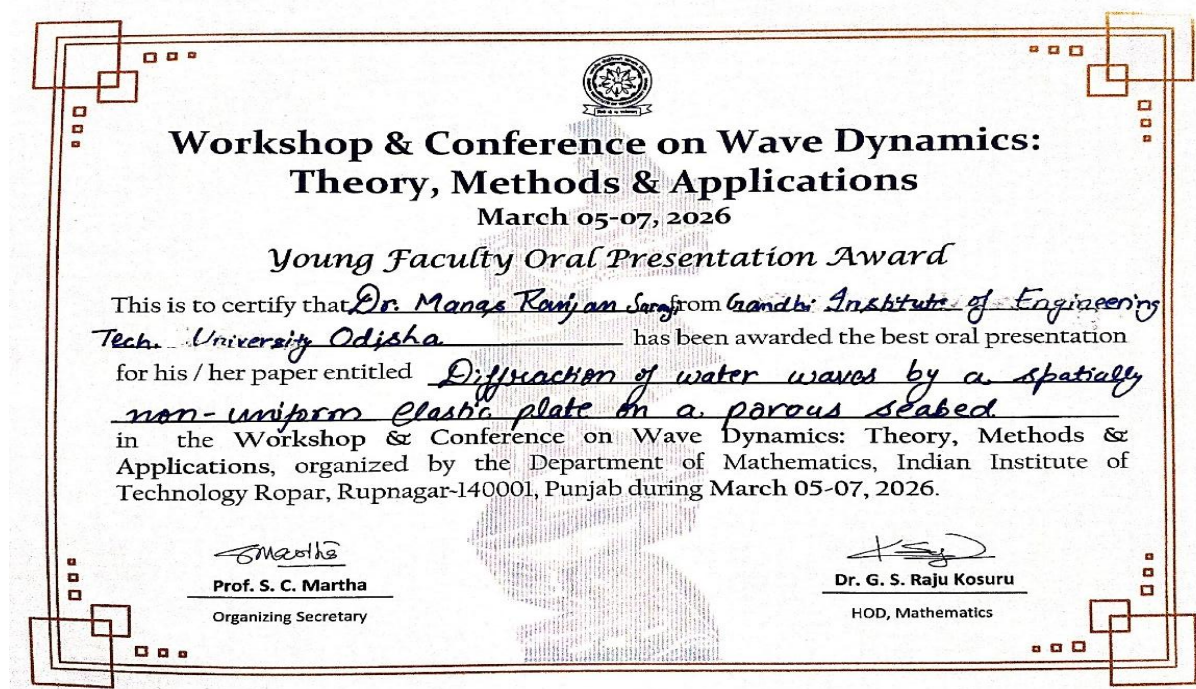 Workshop & Conference on Wave Dynamics:
Theory, Methods & Applications
March 05-07, 2026
Young Faculty Oral Presentation Award
This is to certify that Dr. Manas Ranjan from Gandhi Institute of Engineering
Tech. University Odisha has been awarded the best oral presentation
for his / her paper entitled Diffraction of water waves by a spatially
non-uniform elastic plate on a porous seabed.
in the Workshop & Conference on Wave Dynamics: Theory, Methods &
Applications, organized by the Department of Mathematics, Indian Institute of
Technology Ropar, Rupnagar-140001, Punjab during March 05-07, 2026.
SMartha
Prof. S. C. Martha
Dr. G. S. Raju Kosuru
Organizing Secretary
HOD, Mathematics